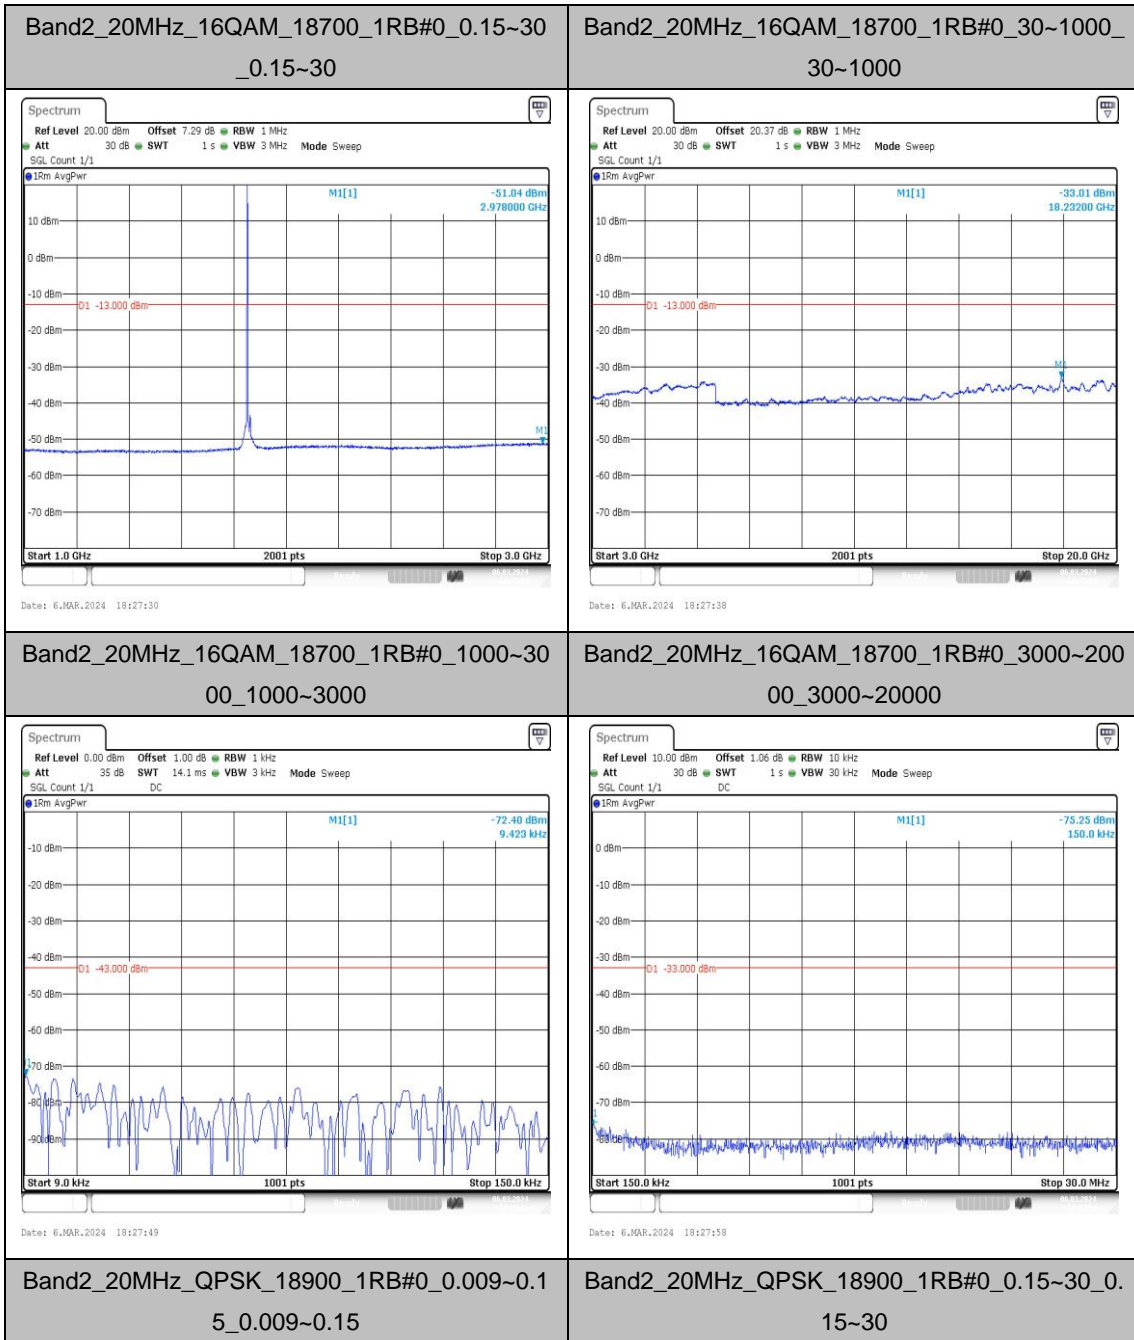 Band2_20MHz_16QAM_18700_1RB#0_0.15~30
_0.15~30
Band2_20MHz_16QAM_18700_1RB#0_30~1000_
30~1000
Spectrum
Ref Level 20.00 dBm Offset 7.29 dB RBW 1 MHz
Att 30 dB SWT 1 s VBW 3 MHz Mode Sweep
SGL Count 1/1
1Rm AvgPwr
M1[1] -51.04 dBm
2.978000 GHz
10 dBm
0 dBm
-10 dBm
D1 -13.000 dBm
-20 dBm
-30 dBm
-40 dBm
-50 dBm
M1
-60 dBm
-70 dBm
Start 1.0 GHz 2001 pts Stop 3.0 GHz
Date: 6.MAR.2024 18:27:30
Spectrum
Ref Level 20.00 dBm Offset 20.37 dB RBW 1 MHz
Att 30 dB SWT 1 s VBW 3 MHz Mode Sweep
SGL Count 1/1
1Rm AvgPwr
M1[1] -33.01 dBm
18.23200 GHz
10 dBm
0 dBm
-10 dBm
D1 -13.000 dBm
-20 dBm
-30 dBm
M1
-40 dBm
-50 dBm
-60 dBm
-70 dBm
Start 3.0 GHz 2001 pts Stop 20.0 GHz
Date: 6.MAR.2024 18:27:38
Band2_20MHz_16QAM_18700_1RB#0_1000~30
00_1000~3000
Band2_20MHz_16QAM_18700_1RB#0_3000~200
00_3000~20000
Spectrum
Ref Level 0.00 dBm Offset 1.00 dB RBW 1 kHz
Att 35 dB SWT 14.1 ms VBW 3 kHz Mode Sweep
SGL Count 1/1 DC
1Rm AvgPwr
M1[1] -72.40 dBm
9.423 kHz
-10 dBm
-20 dBm
-30 dBm
-40 dBm
D1 -43.000 dBm
-50 dBm
-60 dBm
-70 dBm
-80 dBm
-90 dBm
Start 9.0 kHz 1001 pts Stop 150.0 kHz
Date: 6.MAR.2024 18:27:49
Spectrum
Ref Level 10.00 dBm Offset 1.06 dB RBW 10 kHz
Att 30 dB SWT 1 s VBW 30 kHz Mode Sweep
SGL Count 1/1 DC
1Rm AvgPwr
M1[1] -75.25 dBm
150.0 kHz
0 dBm
-10 dBm
-20 dBm
-30 dBm
D1 -33.000 dBm
-40 dBm
-50 dBm
-60 dBm
-70 dBm
-80 dBm
Start 150.0 kHz 1001 pts Stop 30.0 MHz
Date: 6.MAR.2024 18:27:58
Band2_20MHz_QPSK_18900_1RB#0_0.009~0.1
5_0.009~0.15
Band2_20MHz_QPSK_18900_1RB#0_0.15~30_0.
15~30